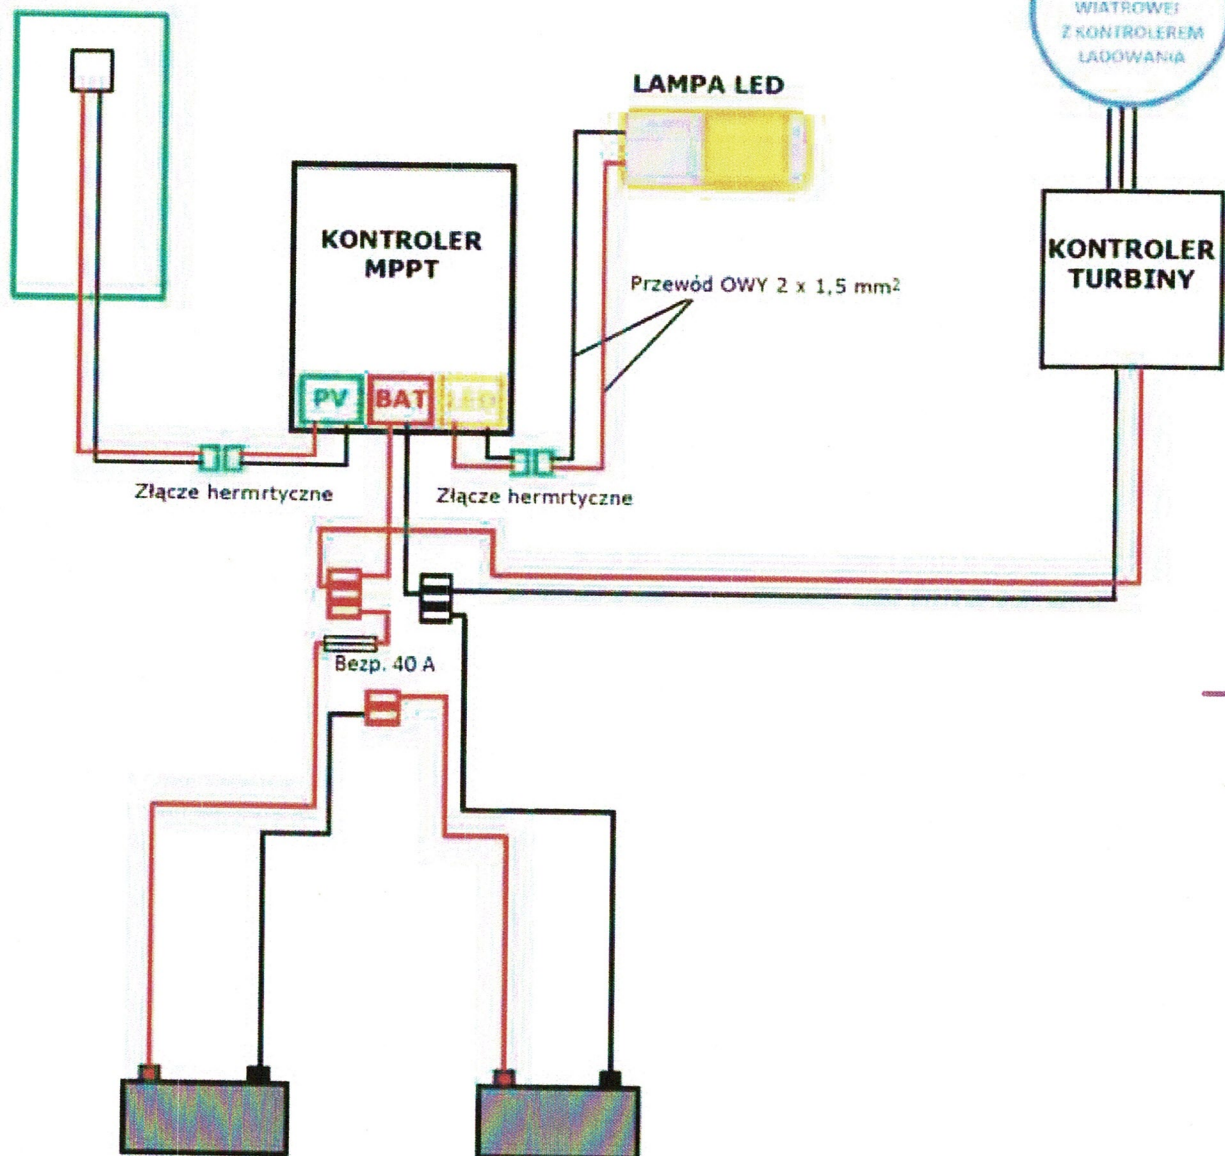 WIATROWEJ
Z KONTROLEREM
ŁADOWANIA
LAMPA LED
KONTROLER
MPPT
KONTROLER
TURBINY
Przewód OWY 2 x 1,5 mm²
PV
BAT
LED
Złącze hermrtyczne
Złącze hermrtyczne
Bezp. 40 A